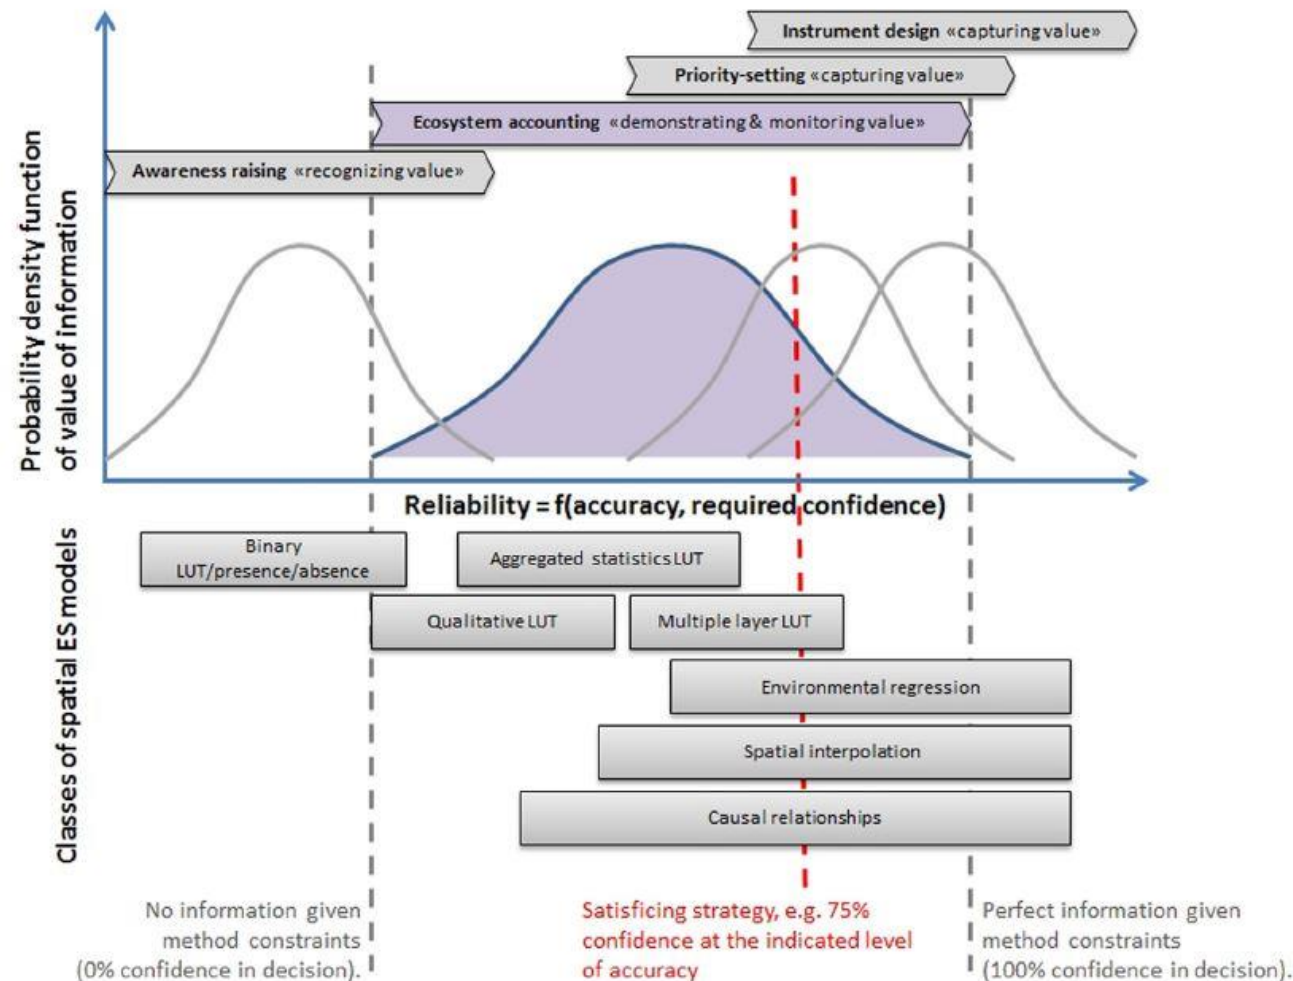 Instrument design «capturing value»
Priority-setting «capturing value»
Ecosystem accounting «demonstrating & monitoring value»
Awareness raising «recognizing value»
Probability density function
of value of information
Reliability = f(accuracy, required confidence)
Classes of spatial ES models
Binary
LUT/presence/absence
Aggregated statistics LUT
Qualitative LUT
Multiple layer LUT
Environmental regression
Spatial interpolation
Causal relationships
No information given
method constraints
(0% confidence in decision).
Satisficing strategy, e.g. 75%
confidence at the indicated level
of accuracy
Perfect information given
method constraints
(100% confidence in decision).